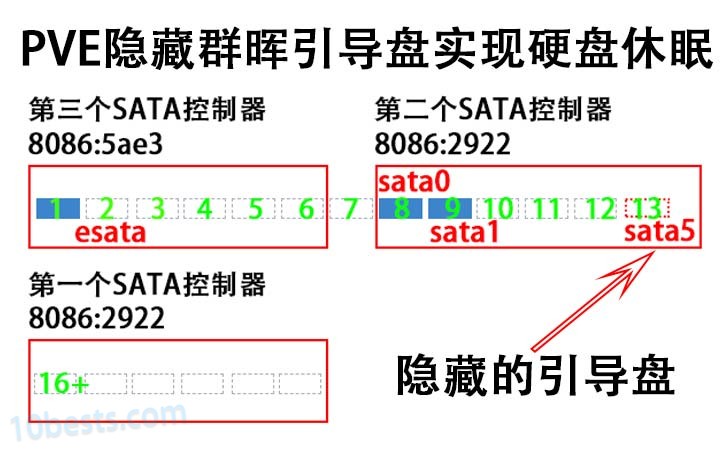 PVE隐藏群晖引导盘实现硬盘休眠
第三个SATA控制器
8086:5ae3
第二个SATA控制器
8086:2922
sata0
1 2 3 4 5 6 7 8 9 10 11 12 13
esata sata1 sata5
第一个SATA控制器
8086:2922
16+
隐藏的引导盘
10bests.com